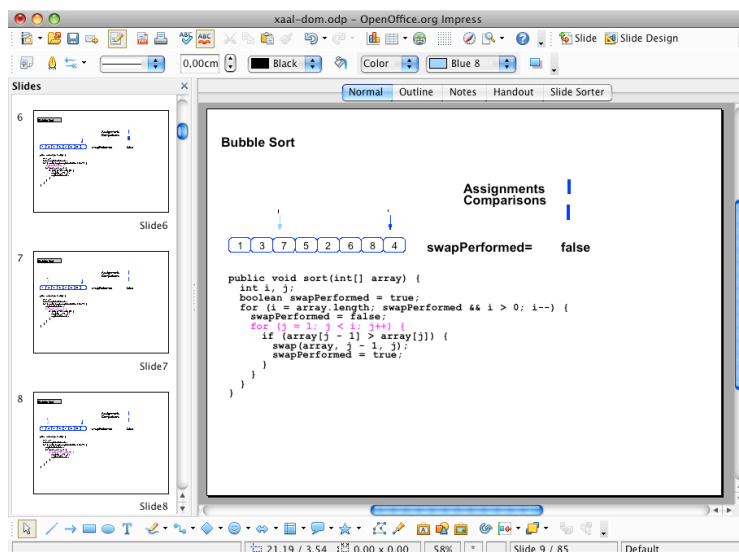 xaal-dom.odp - OpenOffice.org Impress
Slide Slide Design
0,00cm Black Color Blue 8
Slides
Normal Outline Notes Handout Slide Sorter
6
Slide6
7
Slide7
8
Slide8
Bubble Sort
Assignments
Comparisons
1 3 7 5 2 6 8 4
swapPerformed= false
public void sort(int[] array) {
int i, j;
boolean swapPerformed = true;
for (i = array.length; swapPerformed && i > 0; i--) {
swapPerformed = false;
for (j = 1; j < i; j++) {
if (array[j - 1] > array[j]) {
swap(array, j - 1, j);
swapPerformed = true;
}
}
}
}
21.19 / 3.54 0.00 x 0.00 58% * Slide 9 / 85 Default